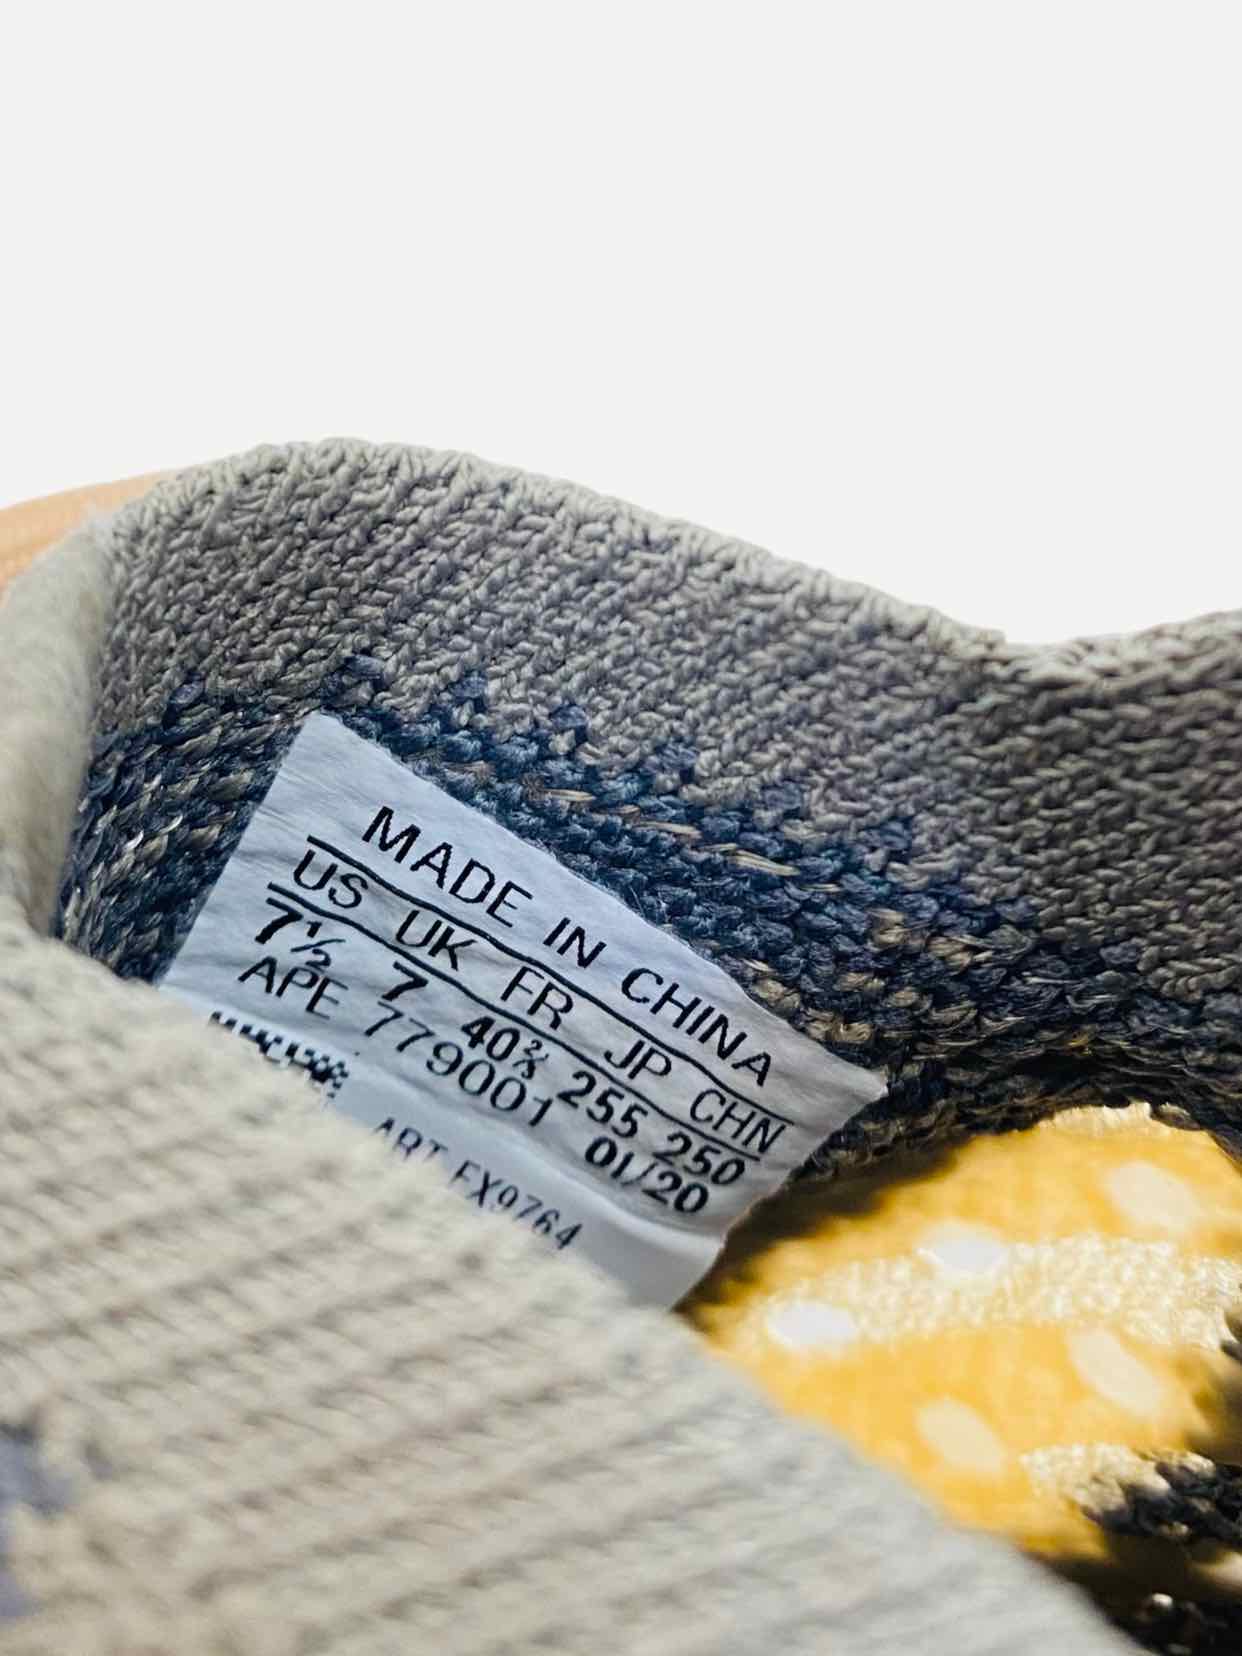 MADE IN CHINA
US UK FR JP CHN
7½ 7 40⅔ 255 250
APE 779001 01/20
ART FX9764